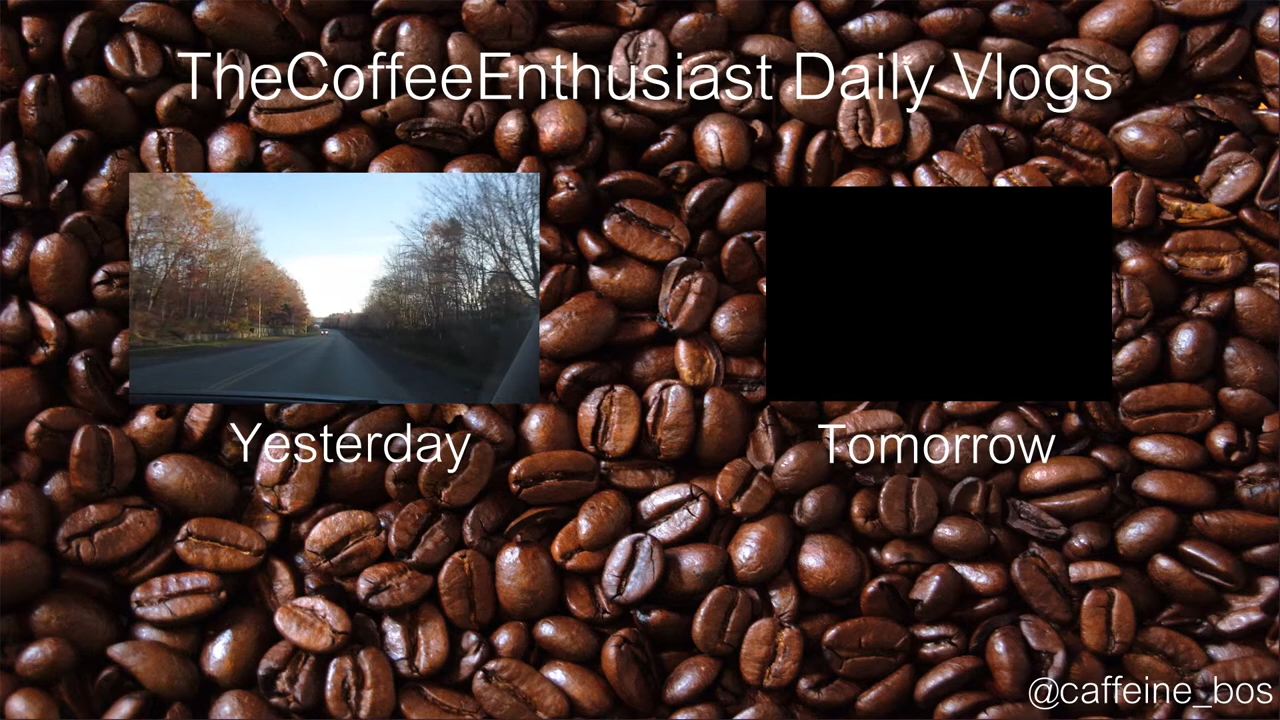 TheCoffeeEnthusiast Daily Vlogs
Yesterday
Tomorrow
@caffeine_bos